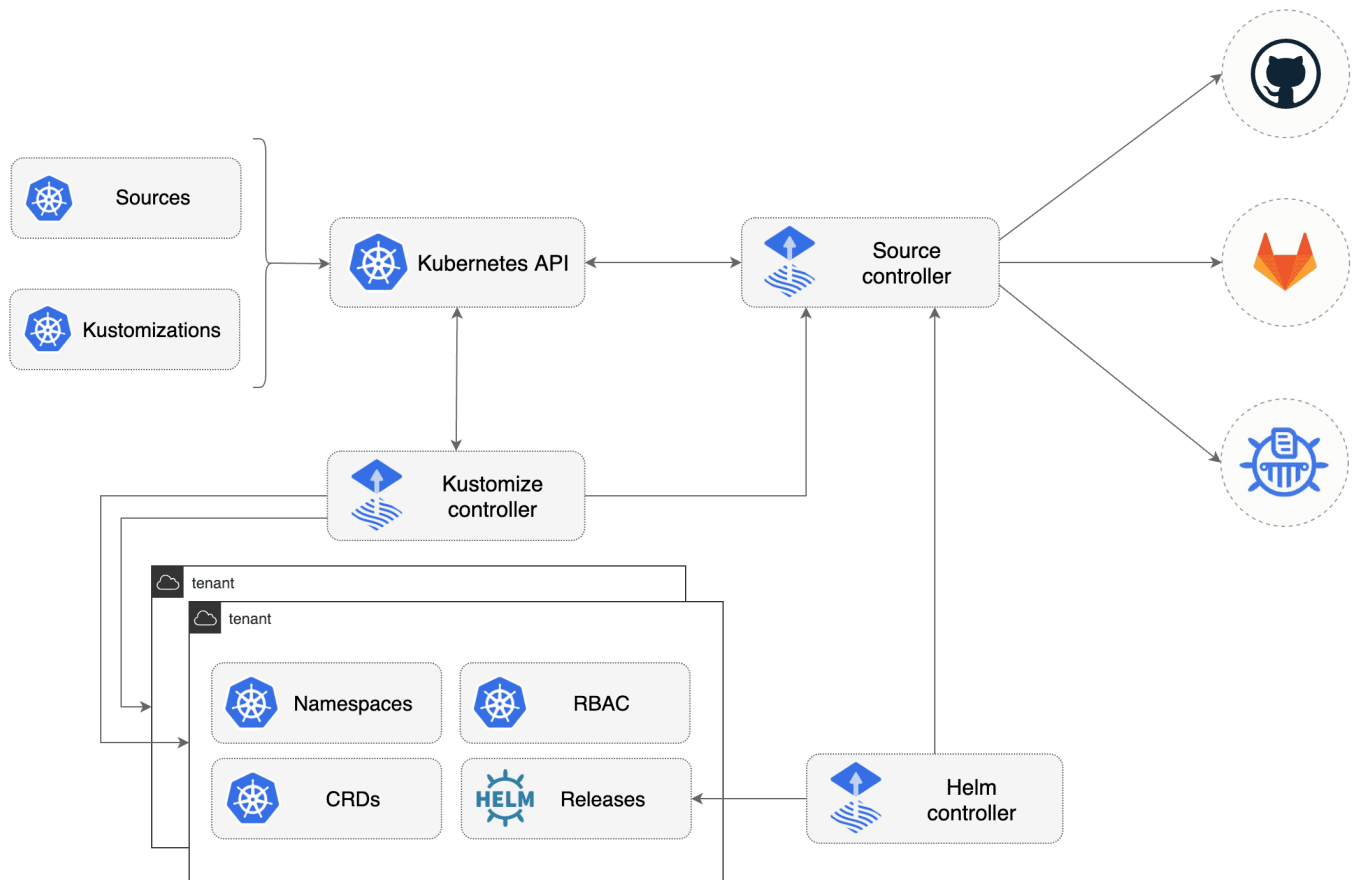 Sources
Kubernetes API
Source
controller
Kustomizations
Kustomize
controller
tenant
tenant
Namespaces
RBAC
CRDs
HELM
Releases
Helm
controller